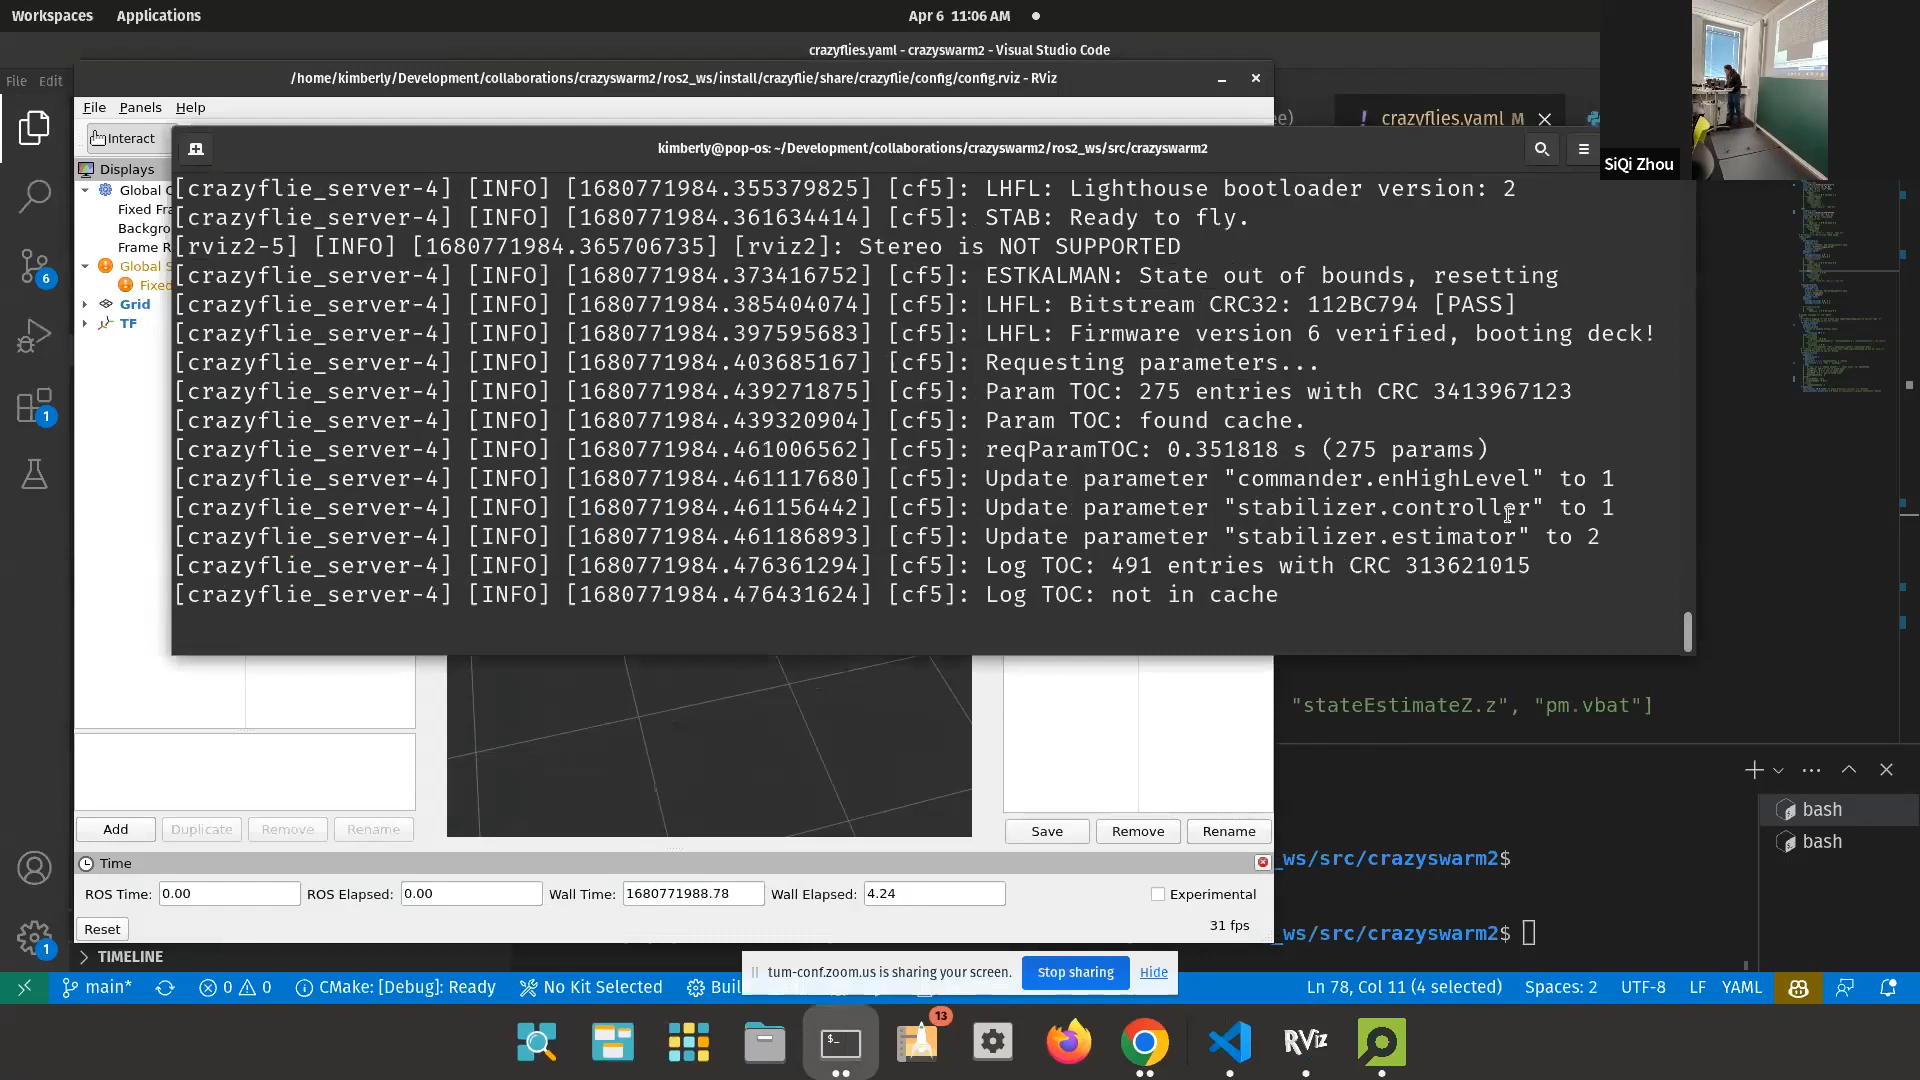 Workspaces Applications Apr 6 11:06 AM
crazyflies.yaml - crazyswarm2 - Visual Studio Code
File Edit
/home/kimberly/Development/collaborations/crazyswarm2/ros2_ws/install/crazyflie/share/crazyflie/config/config.rviz - RViz
File Panels Help
crazyflies.yaml M
Interact
kimberly@pop-os: ~/Development/collaborations/crazyswarm2/ros2_ws/src/crazyswarm2
SiQi Zhou
Displays
Global
Fixed Fra
Backgro
Frame R
Global S
Fixed
Grid
TF
[crazyflie_server-4] [INFO] [1680771984.355379825] [cf5]: LHFL: Lighthouse bootloader version: 2
[crazyflie_server-4] [INFO] [1680771984.361634414] [cf5]: STAB: Ready to fly.
[rviz2-5] [INFO] [1680771984.365706735] [rviz2]: Stereo is NOT SUPPORTED
[crazyflie_server-4] [INFO] [1680771984.373416752] [cf5]: ESTKALMAN: State out of bounds, resetting
[crazyflie_server-4] [INFO] [1680771984.385404074] [cf5]: LHFL: Bitstream CRC32: 112BC794 [PASS]
[crazyflie_server-4] [INFO] [1680771984.397595683] [cf5]: LHFL: Firmware version 6 verified, booting deck!
[crazyflie_server-4] [INFO] [1680771984.403685167] [cf5]: Requesting parameters...
[crazyflie_server-4] [INFO] [1680771984.439271875] [cf5]: Param TOC: 275 entries with CRC 3413967123
[crazyflie_server-4] [INFO] [1680771984.439320904] [cf5]: Param TOC: found cache.
[crazyflie_server-4] [INFO] [1680771984.461006562] [cf5]: reqParamTOC: 0.351818 s (275 params)
[crazyflie_server-4] [INFO] [1680771984.461117680] [cf5]: Update parameter "commander.enHighLevel" to 1
[crazyflie_server-4] [INFO] [1680771984.461156442] [cf5]: Update parameter "stabilizer.controller" to 1
[crazyflie_server-4] [INFO] [1680771984.461186893] [cf5]: Update parameter "stabilizer.estimator" to 2
[crazyflie_server-4] [INFO] [1680771984.476361294] [cf5]: Log TOC: 491 entries with CRC 313621015
[crazyflie_server-4] [INFO] [1680771984.476431624] [cf5]: Log TOC: not in cache
6
1
1
"stateEstimateZ.z", "pm.vbat"]
bash
bash
Add Duplicate Remove Rename
Save Remove Rename
_ws/src/crazyswarm2$
Time
ROS Time: 0.00 ROS Elapsed: 0.00 Wall Time: 1680771988.78 Wall Elapsed: 4.24 Experimental
Reset
31 fps
_ws/src/crazyswarm2$
TIMELINE
tum-conf.zoom.us is sharing your screen. Stop sharing Hide
main* 0 0 CMake: [Debug]: Ready No Kit Selected Buil
Ln 78, Col 11 (4 selected) Spaces: 2 UTF-8 LF YAML
13
RViz